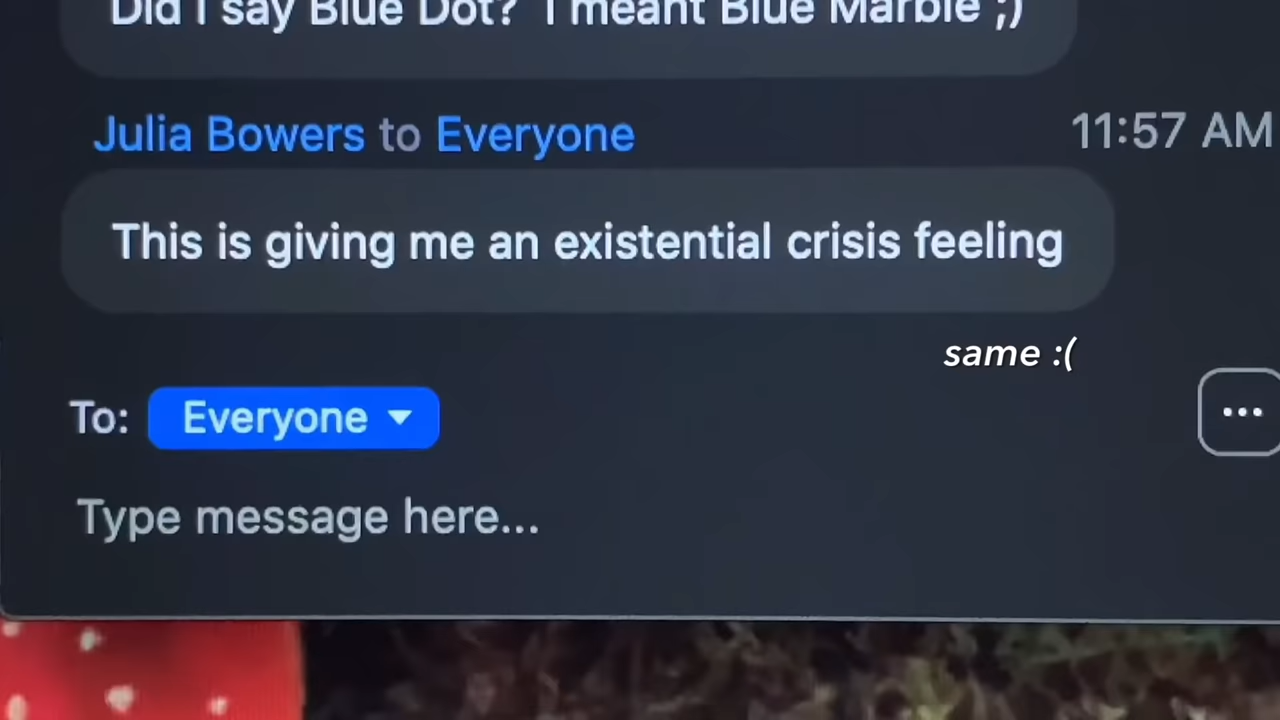 Did I say Blue Dot? I meant Blue Marble ;)
Julia Bowers to Everyone
11:57 AM
This is giving me an existential crisis feeling
same :(
To: Everyone
Type message here...